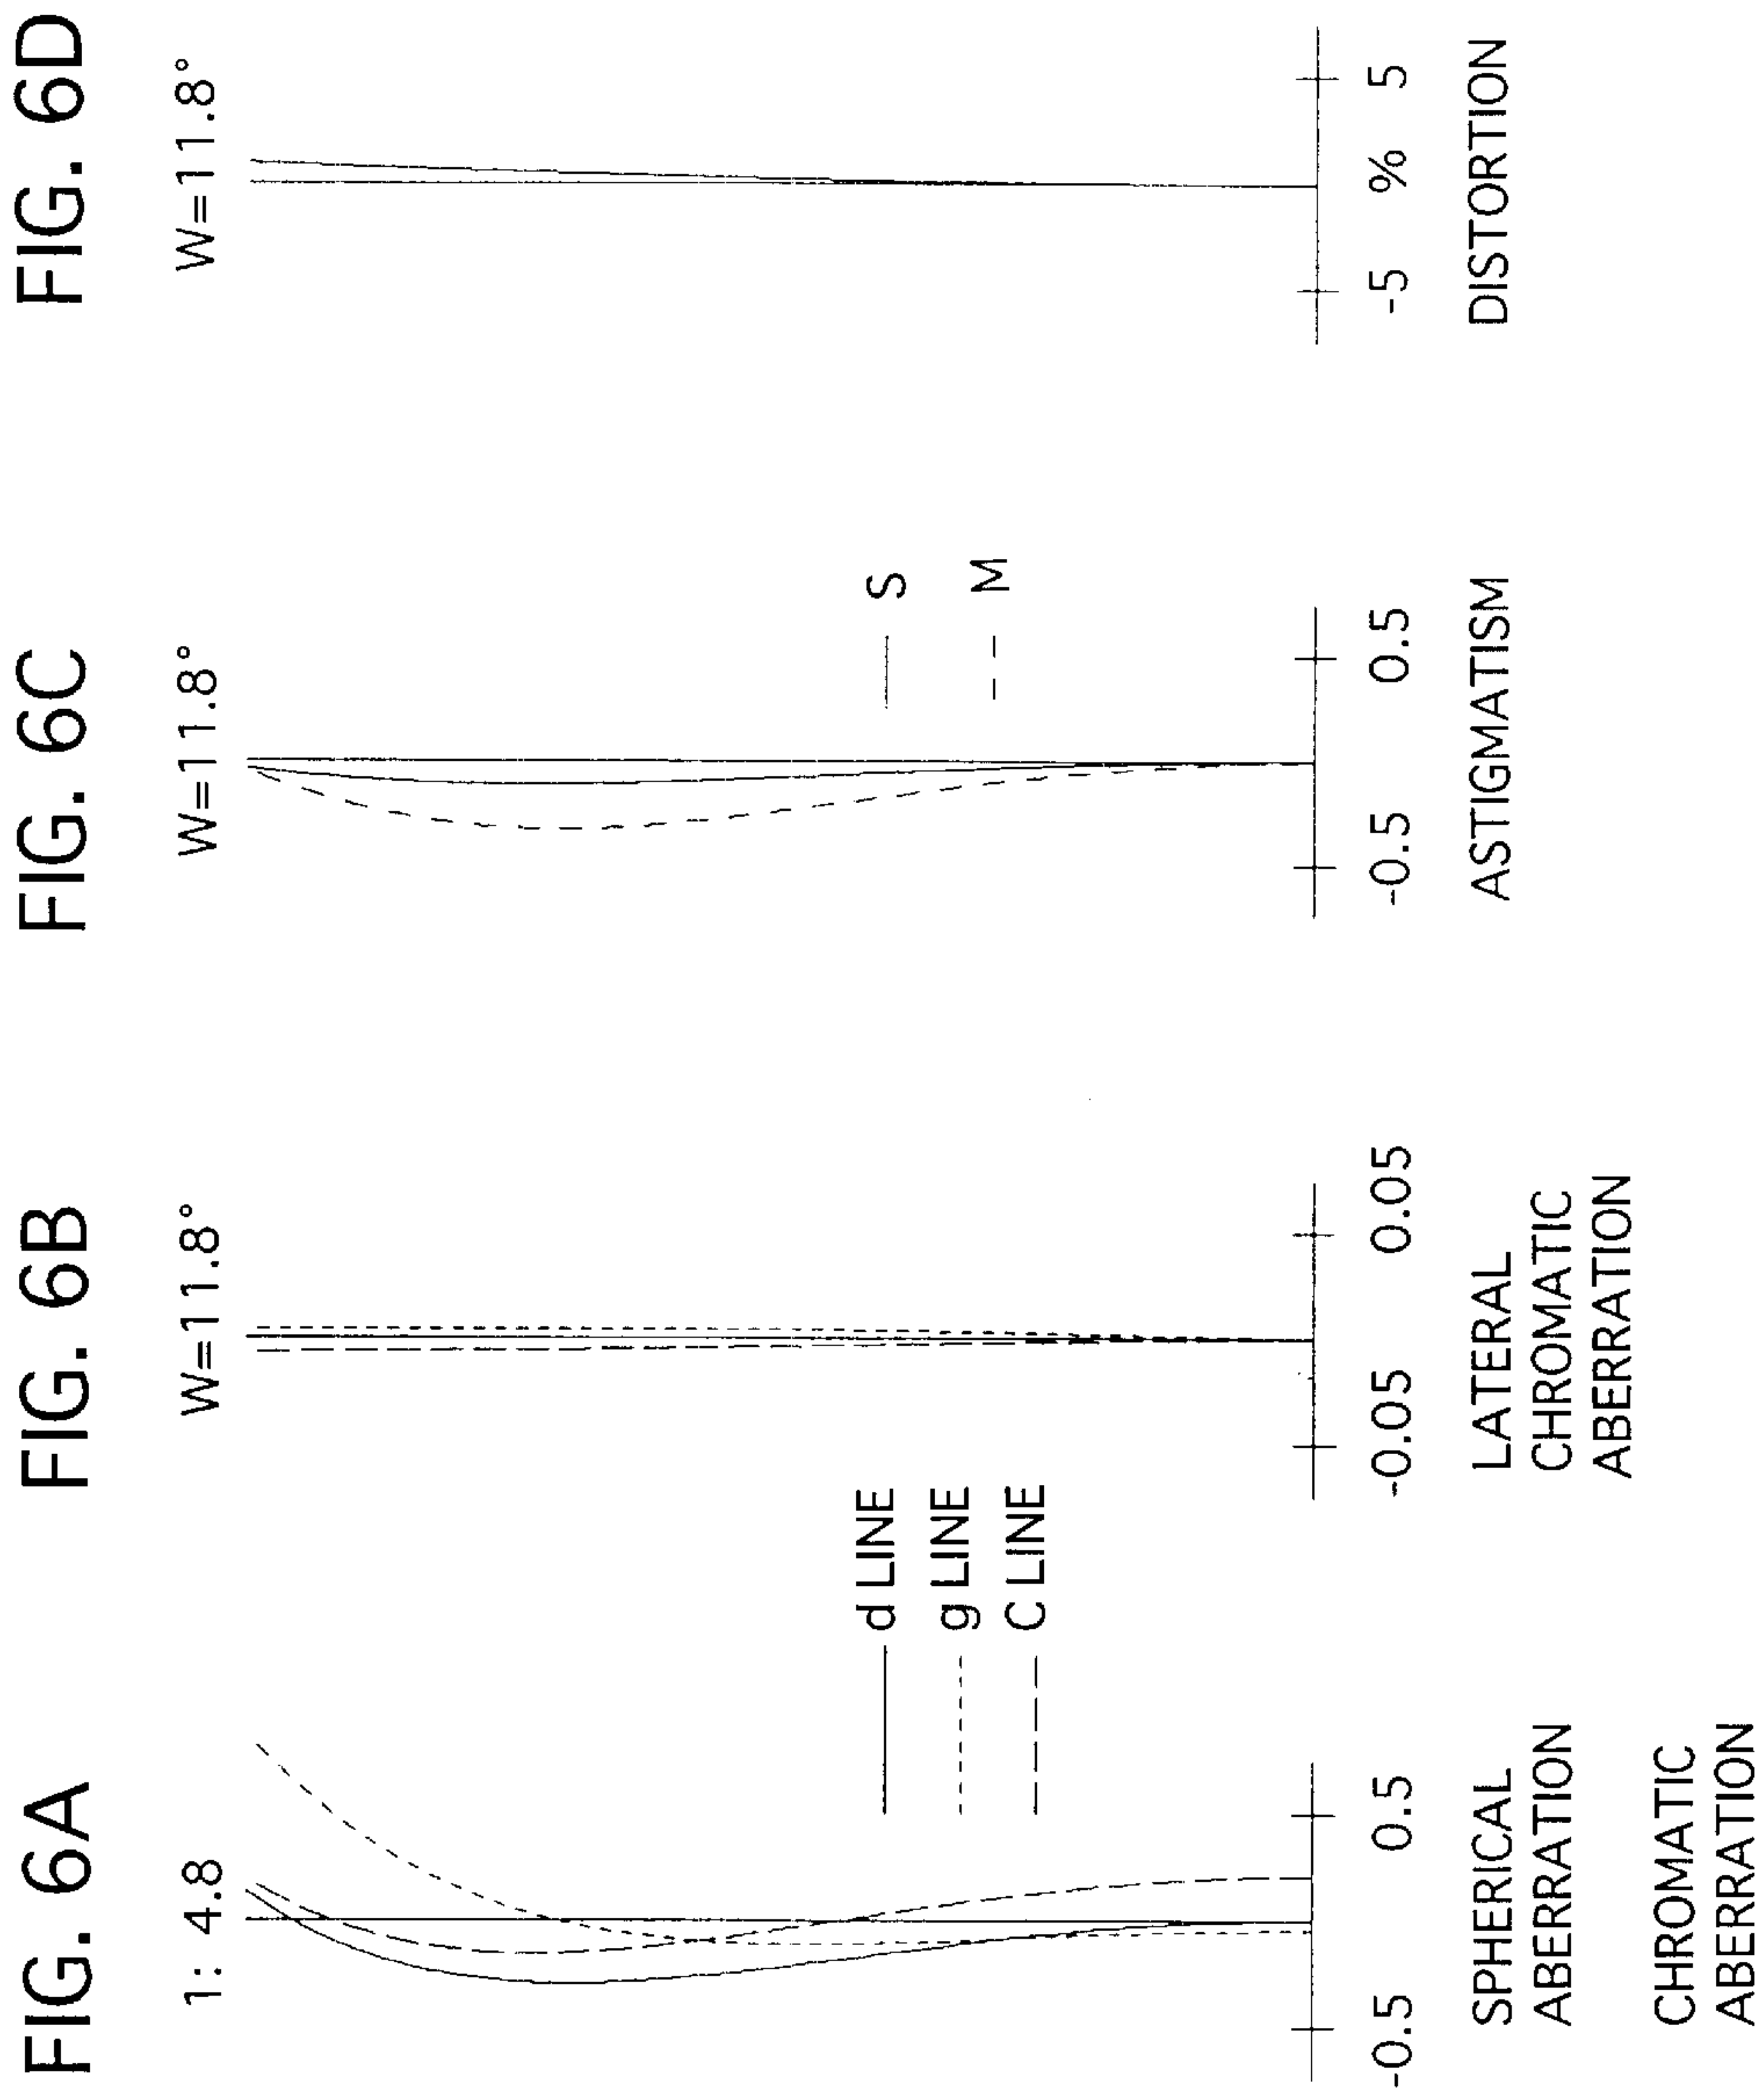 FIG. 6A
1: 4.8
d LINE
g LINE
C LINE
-0.5 0.5
SPHERICAL
ABERRATION
CHROMATIC
ABERRATION
FIG. 6B
W=11.8°
-0.05 0.05
LATERAL
CHROMATIC
ABERRATION
FIG. 6C
W=11.8°
S
M
-0.5 0.5
ASTIGMATISM
FIG. 6D
W=11.8°
-5 % 5
DISTORTION